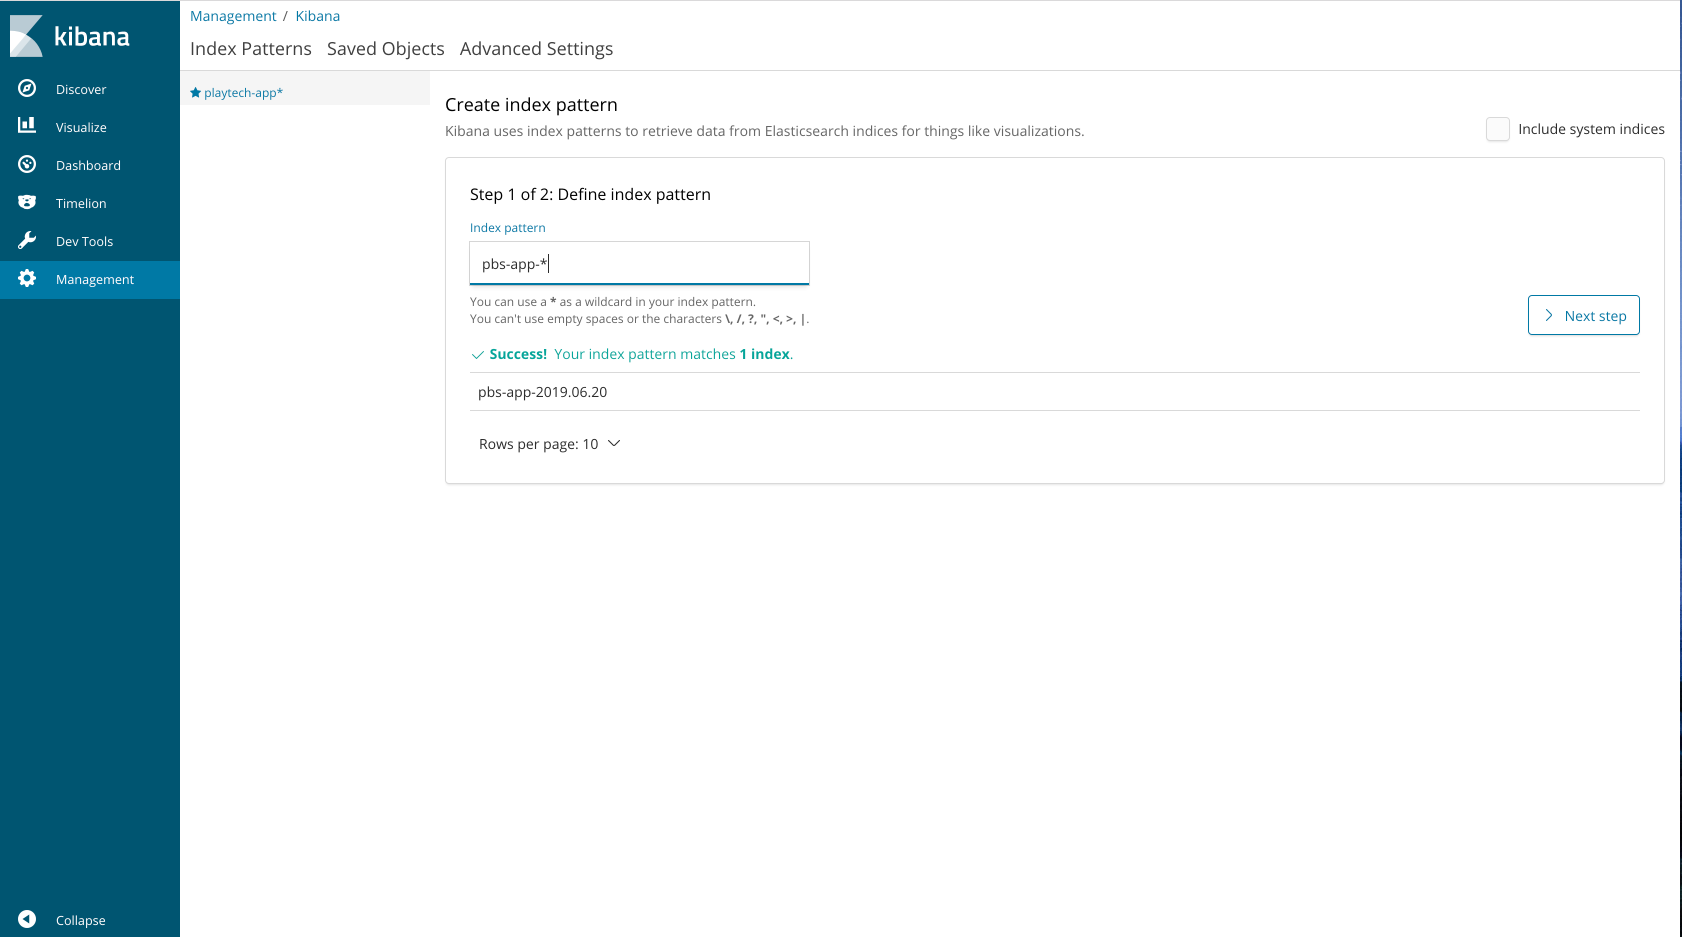 kibana
Discover
Visualize
Dashboard
Timelion
Dev Tools
Management
Collapse
Management / Kibana
Index Patterns Saved Objects Advanced Settings
playtech-app*
Create index pattern
Kibana uses index patterns to retrieve data from Elasticsearch indices for things like visualizations.
Include system indices
Step 1 of 2: Define index pattern
Index pattern
pbs-app-*
You can use a * as a wildcard in your index pattern.
You can't use empty spaces or the characters \, /, ?, ", <, >, |.
Next step
Success! Your index pattern matches 1 index.
pbs-app-2019.06.20
Rows per page: 10